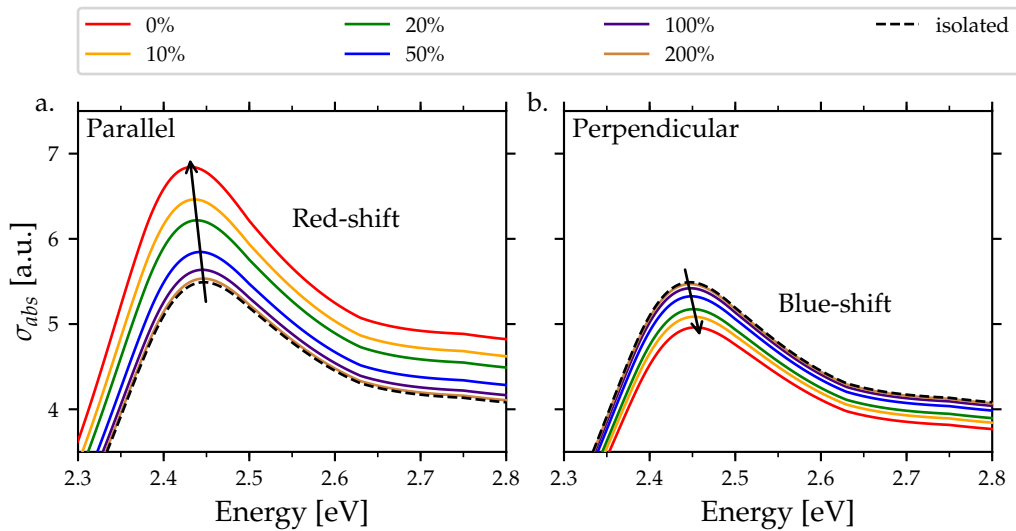 0% 20% 100% isolated
10% 50% 200%
a. b.
Parallel Perpendicular
Red-shift
Blue-shift
7
6
5
4
σabs [a.u.]
2.3 2.4 2.5 2.6 2.7 2.8 2.3 2.4 2.5 2.6 2.7 2.8
Energy [eV] Energy [eV]